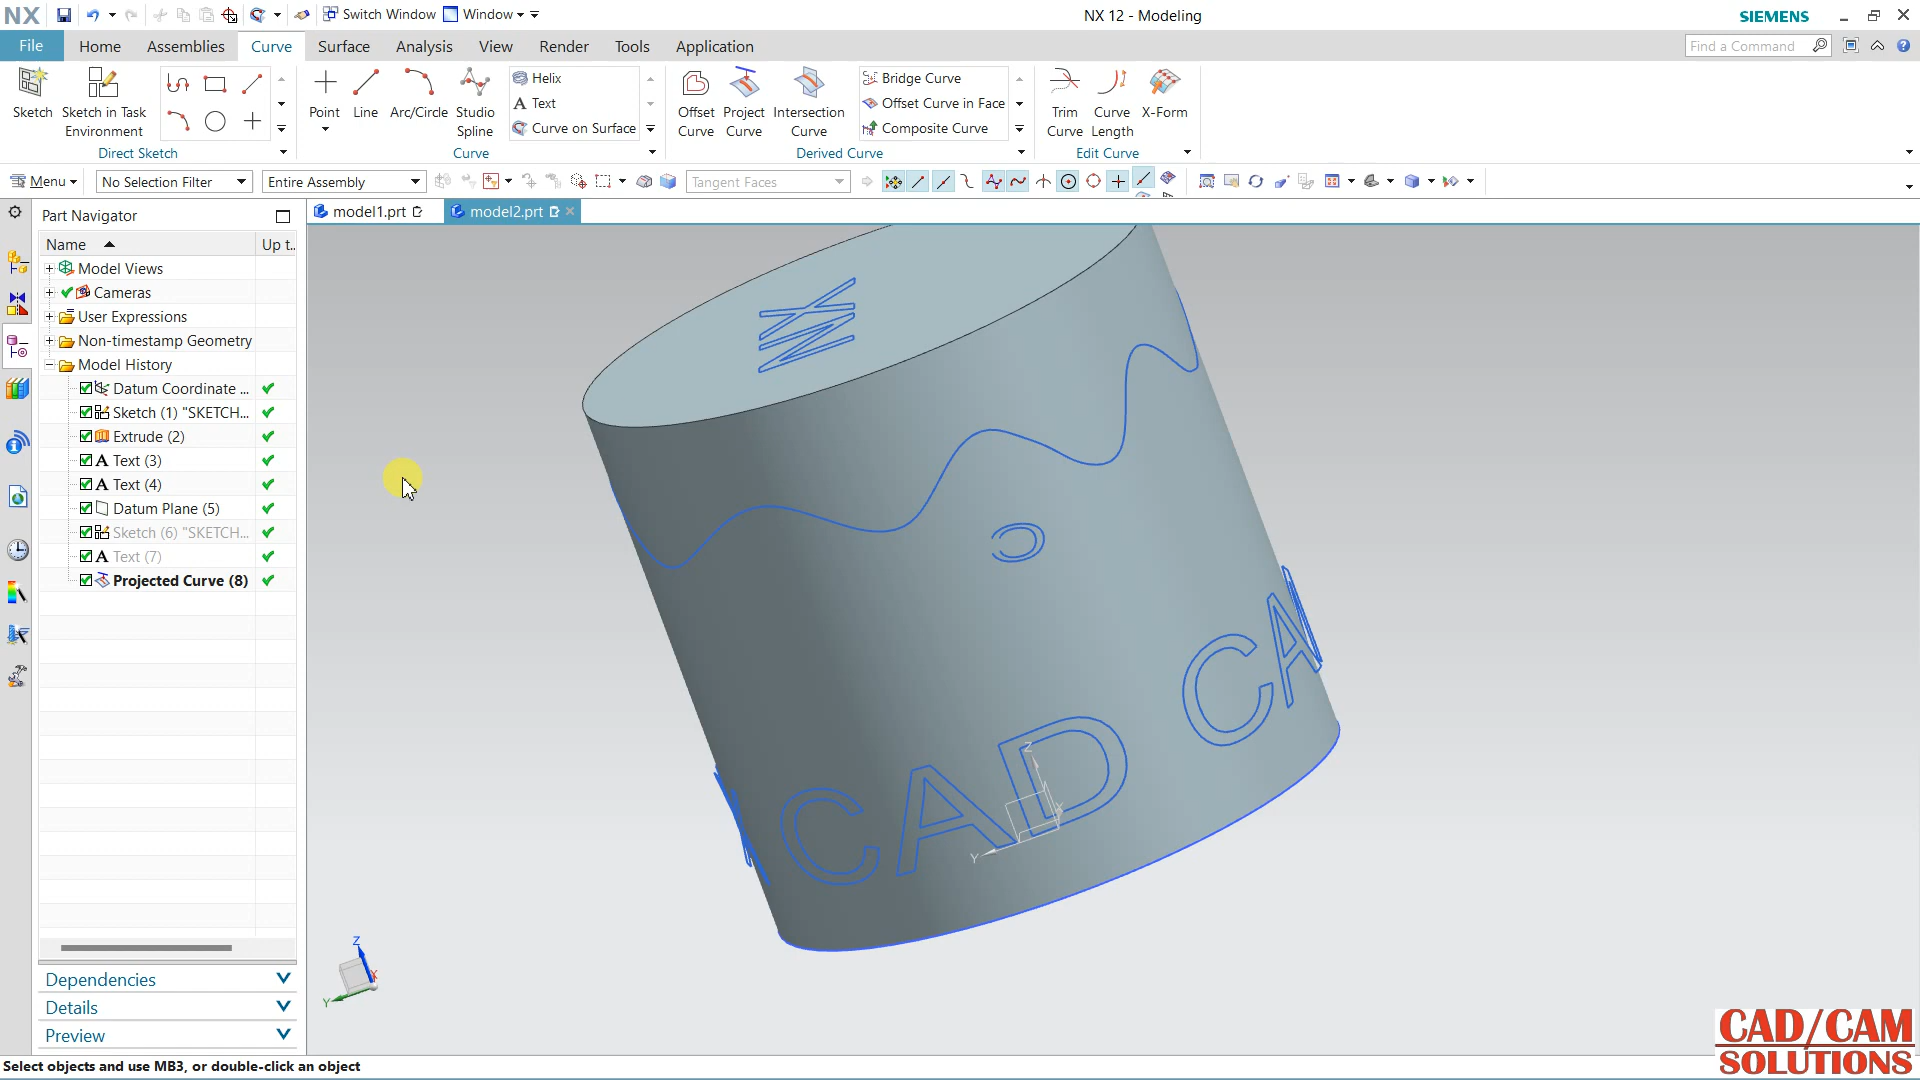 NX
Switch Window
Window
NX 12 - Modeling
SIEMENS
File
Home
Assemblies
Curve
Surface
Analysis
View
Render
Tools
Application
Find a Command
Sketch
Sketch in Task
Environment
Direct Sketch
Point
Line
Arc/Circle
Studio
Spline
Helix
Text
Curve on Surface
Curve
Offset
Curve
Project
Curve
Intersection
Curve
Bridge Curve
Offset Curve in Face
Composite Curve
Derived Curve
Trim
Curve
Curve
Length
X-Form
Edit Curve
Menu
No Selection Filter
Entire Assembly
Tangent Faces
Part Navigator
model1.prt
model2.prt
Name
Up t..
Model Views
Cameras
User Expressions
Non-timestamp Geometry
Model History
Datum Coordinate ...
Sketch (1) "SKETCH...
Extrude (2)
Text (3)
Text (4)
Datum Plane (5)
Sketch (6) "SKETCH...
Text (7)
Projected Curve (8)
Dependencies
Details
Preview
C
CAD CA
Z
X
Y
Z
X
Y
Select objects and use MB3, or double-click an object
CAD/CAM
SOLUTIONS